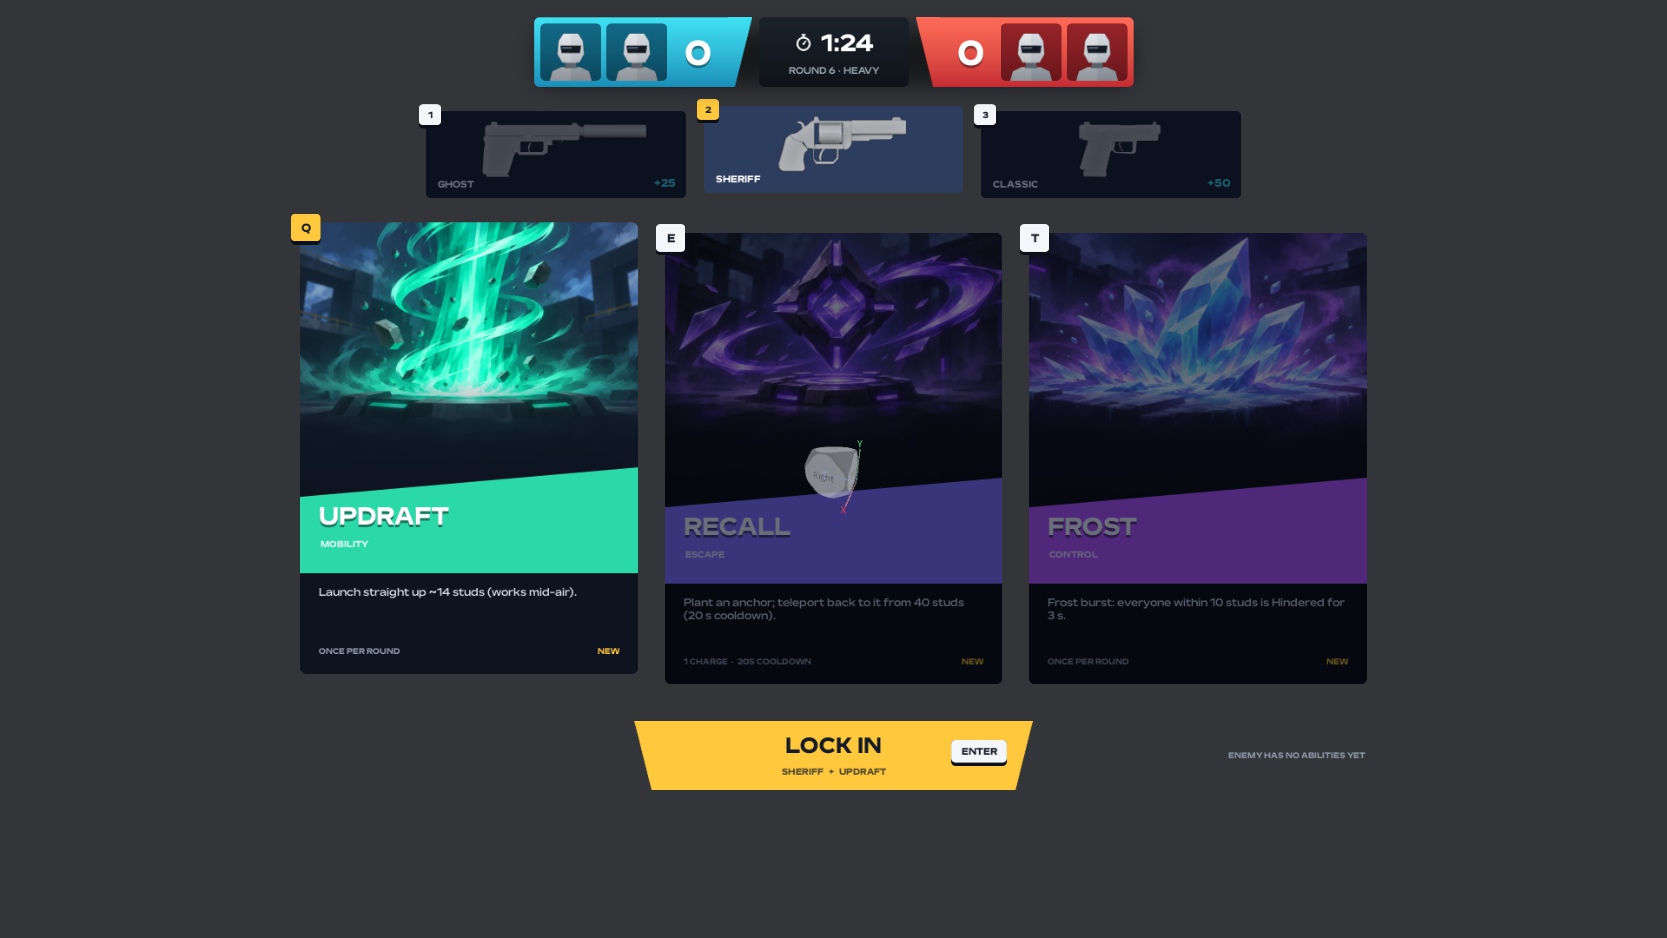 0
1:24
ROUND 6 · HEAVY
0
1
GHOST
+25
2
SHERIFF
3
CLASSIC
+50
Q
UPDRAFT
MOBILITY
Launch straight up ~14 studs (works mid-air).
ONCE PER ROUND
NEW
E
Y
Right
X
RECALL
ESCAPE
Plant an anchor; teleport back to it from 40 studs
(20 s cooldown).
1 CHARGE · 20S COOLDOWN
NEW
T
FROST
CONTROL
Frost burst: everyone within 10 studs is Hindered for
3 s.
ONCE PER ROUND
NEW
LOCK IN
SHERIFF + UPDRAFT
ENTER
ENEMY HAS NO ABILITIES YET